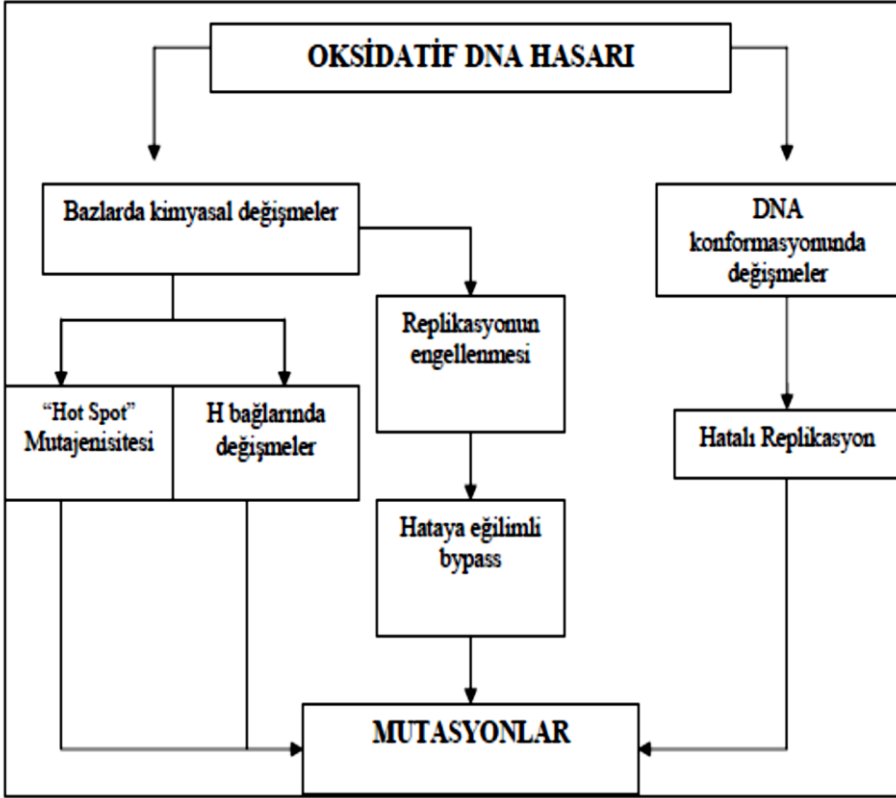 OKSİDATİF DNA HASARI
Bazlarda kimyasal değişmeler
DNA
konformasyonunda
değişmeler
Replikasyonun
engellenmesi
“Hot Spot”
Mutajenisitesi
H bağlarında
değişmeler
Hatalı Replikasyon
Hataya eğilimli
bypass
MUTASYONLAR